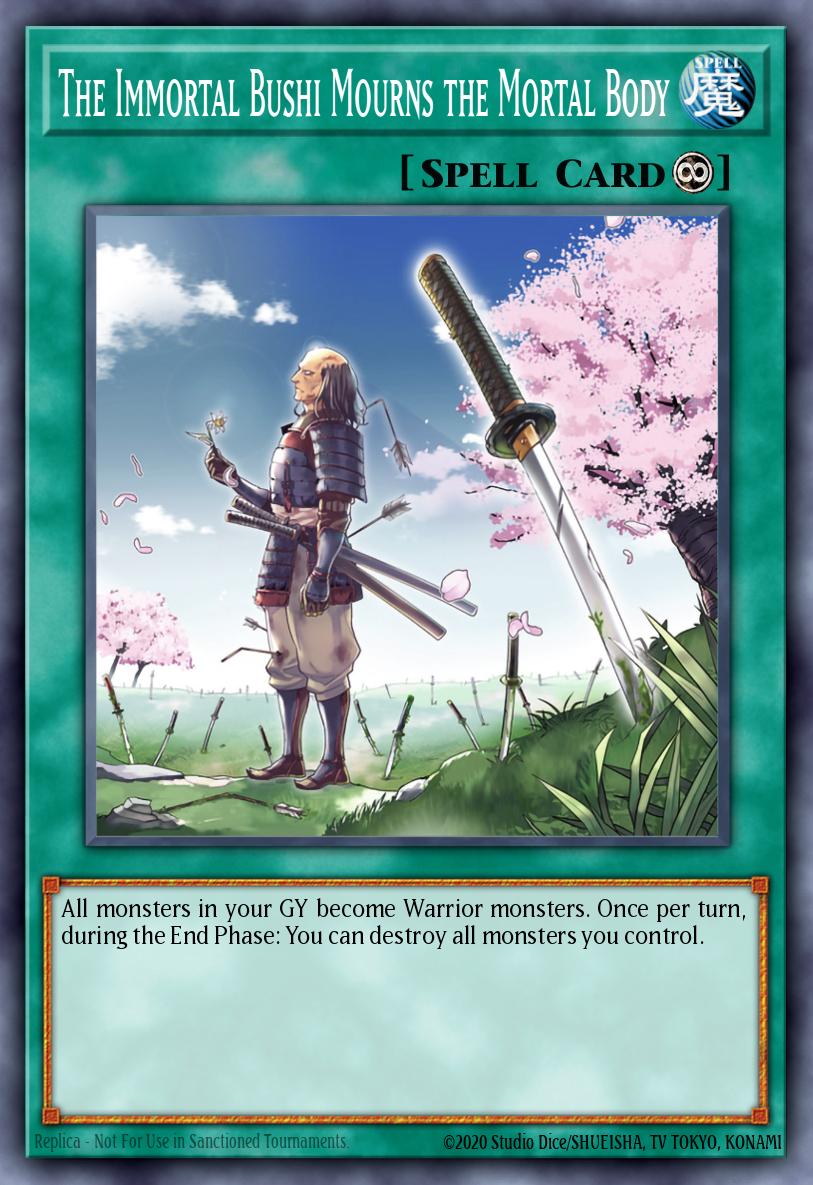 The Immortal Bushi Mourns the Mortal Body
SPELL
魔
[Spell Card♾]
All monsters in your GY become Warrior monsters. Once per turn,
during the End Phase: You can destroy all monsters you control.
Replica - Not For Use in Sanctioned Tournaments.
©2020 Studio Dice/SHUEISHA, TV TOKYO, KONAMI